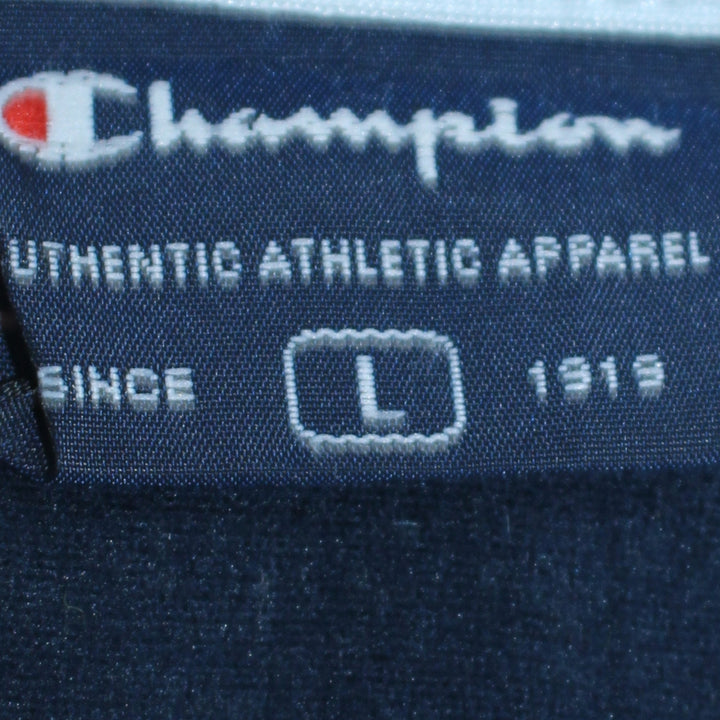 Champion
UTHENTIC ATHLETIC APPAREL
SINCE L 1919